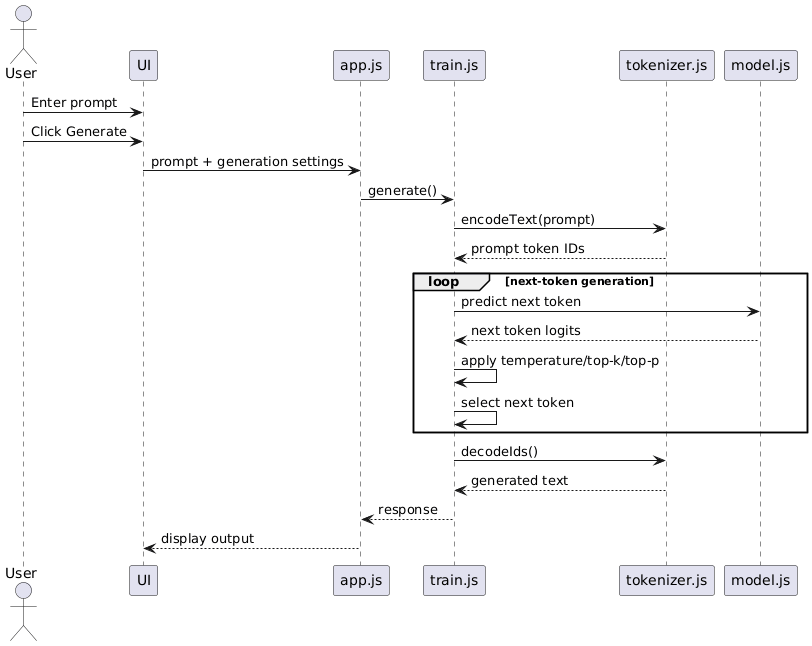 User
UI
app.js
train.js
tokenizer.js
model.js
Enter prompt
Click Generate
prompt + generation settings
generate()
encodeText(prompt)
prompt token IDs
loop
[next-token generation]
predict next token
next token logits
apply temperature/top-k/top-p
select next token
decodeIds()
generated text
response
display output
User
UI
app.js
train.js
tokenizer.js
model.js